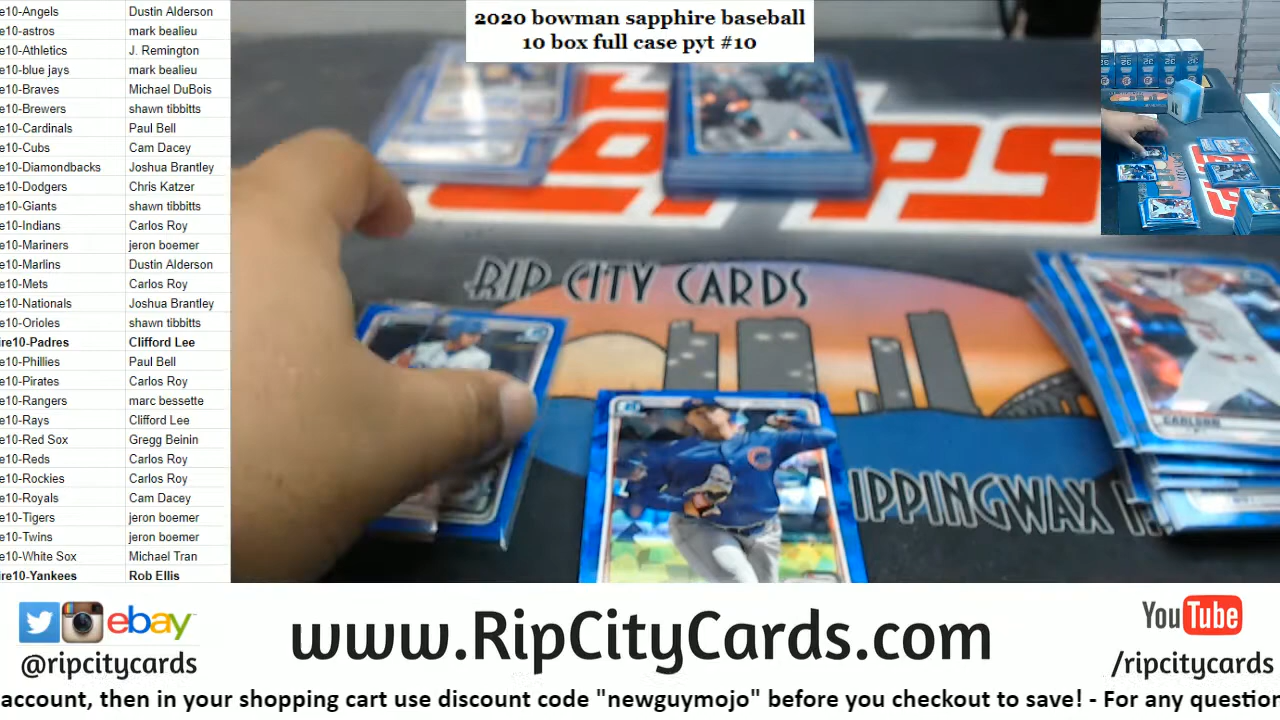 e10-Angels Dustin Alderson
e10-astros mark bealieu
e10-Athletics J. Remington
e10-blue jays mark bealieu
e10-Braves Michael DuBois
e10-Brewers shawn tibbitts
e10-Cardinals Paul Bell
e10-Cubs Cam Dacey
e10-Diamondbacks Joshua Brantley
e10-Dodgers Chris Katzer
e10-Giants shawn tibbitts
e10-Indians Carlos Roy
e10-Mariners jeron boemer
e10-Marlins Dustin Alderson
e10-Mets Carlos Roy
e10-Nationals Joshua Brantley
e10-Orioles shawn tibbitts
ire10-Padres Clifford Lee
e10-Phillies Paul Bell
e10-Pirates Carlos Roy
e10-Rangers marc bessette
e10-Rays Clifford Lee
e10-Red Sox Gregg Beinin
e10-Reds Carlos Roy
e10-Rockies Carlos Roy
e10-Royals Cam Dacey
e10-Tigers jeron boemer
e10-Twins jeron boemer
e10-White Sox Michael Tran
ire10-Yankees Rob Ellis
2020 bowman sapphire baseball
10 box full case pyt #10
RIP CITY CARDS
CARLSON
IPPINGWAX
ebay
@ripcitycards
www.RipCityCards.com
YouTube
/ripcitycards
account, then in your shopping cart use discount code "newguymojo" before you checkout to save! - For any question